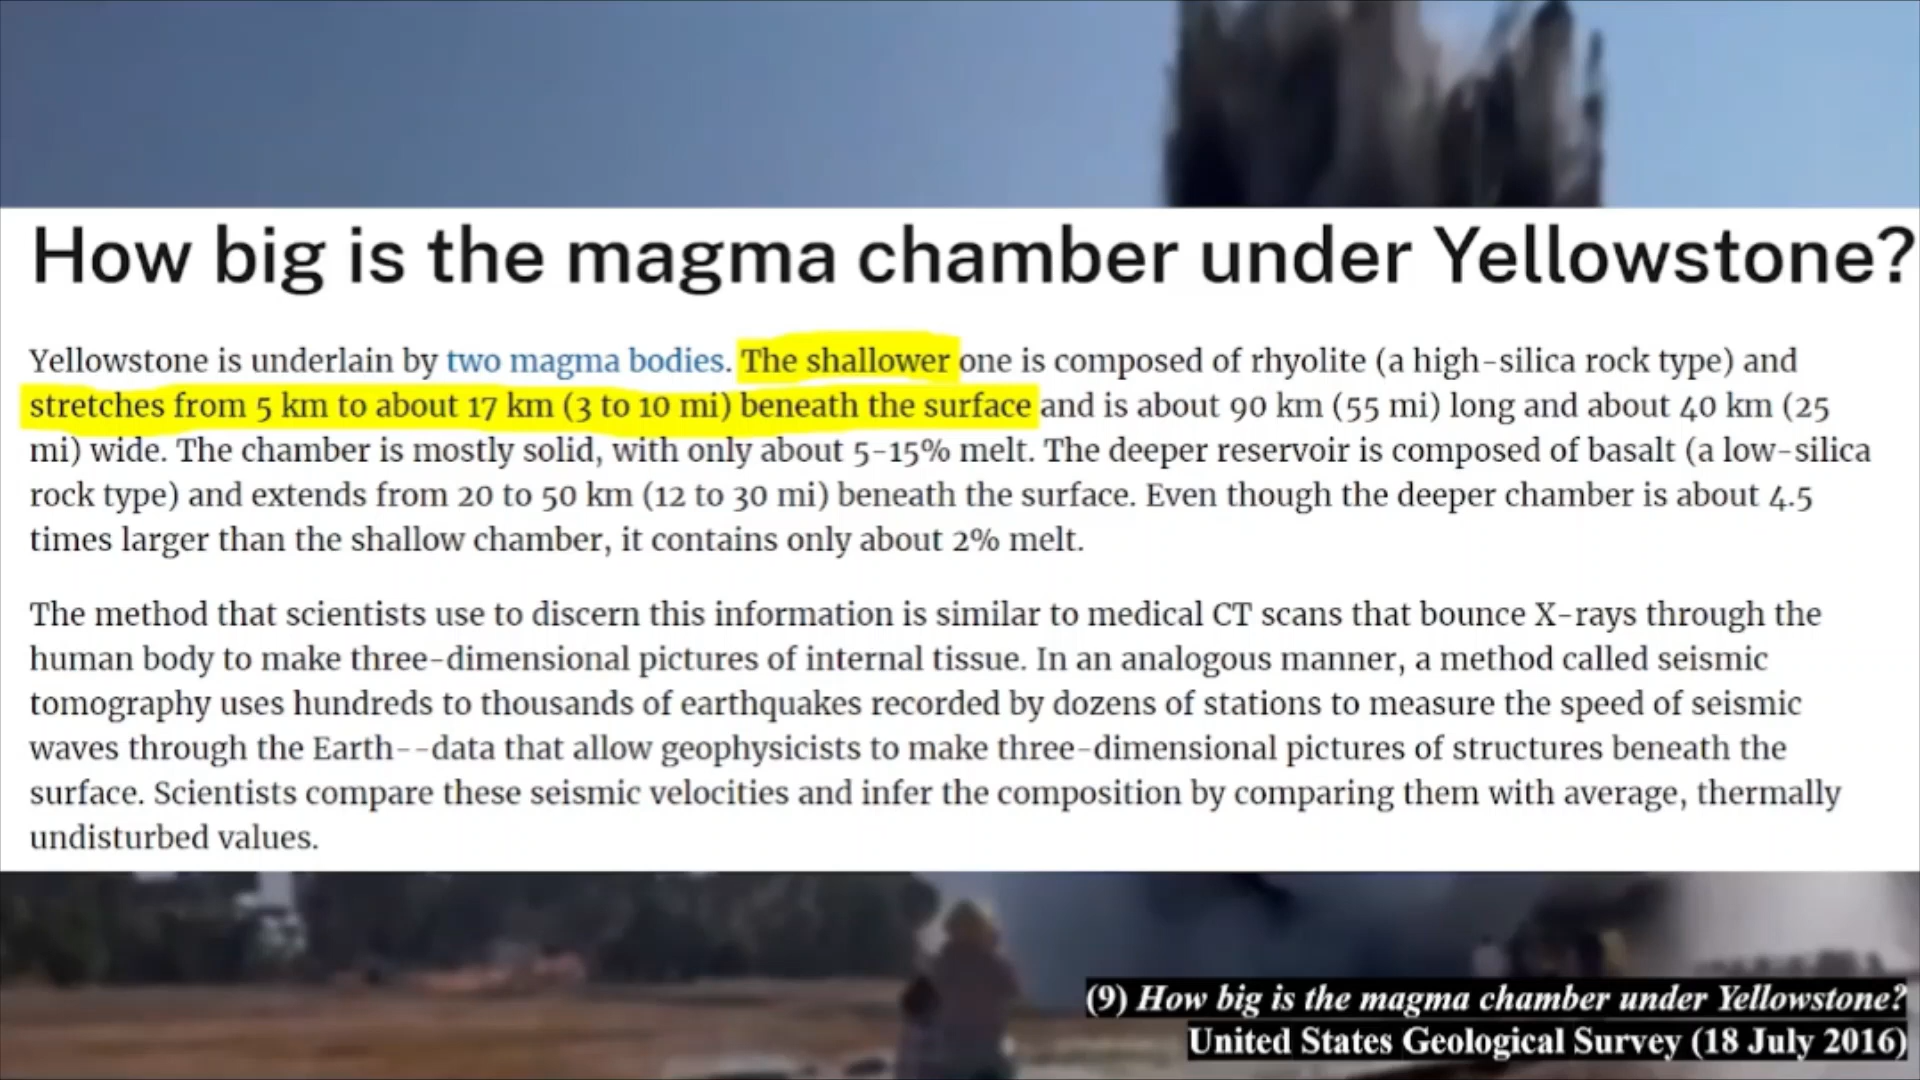 How big is the magma chamber under Yellowstone?
Yellowstone is underlain by two magma bodies. The shallower one is composed of rhyolite (a high-silica rock type) and
stretches from 5 km to about 17 km (3 to 10 mi) beneath the surface and is about 90 km (55 mi) long and about 40 km (25
mi) wide. The chamber is mostly solid, with only about 5-15% melt. The deeper reservoir is composed of basalt (a low-silica
rock type) and extends from 20 to 50 km (12 to 30 mi) beneath the surface. Even though the deeper chamber is about 4.5
times larger than the shallow chamber, it contains only about 2% melt.
The method that scientists use to discern this information is similar to medical CT scans that bounce X-rays through the
human body to make three-dimensional pictures of internal tissue. In an analogous manner, a method called seismic
tomography uses hundreds to thousands of earthquakes recorded by dozens of stations to measure the speed of seismic
waves through the Earth--data that allow geophysicists to make three-dimensional pictures of structures beneath the
surface. Scientists compare these seismic velocities and infer the composition by comparing them with average, thermally
undisturbed values.
(9) How big is the magma chamber under Yellowstone?
United States Geological Survey (18 July 2016)